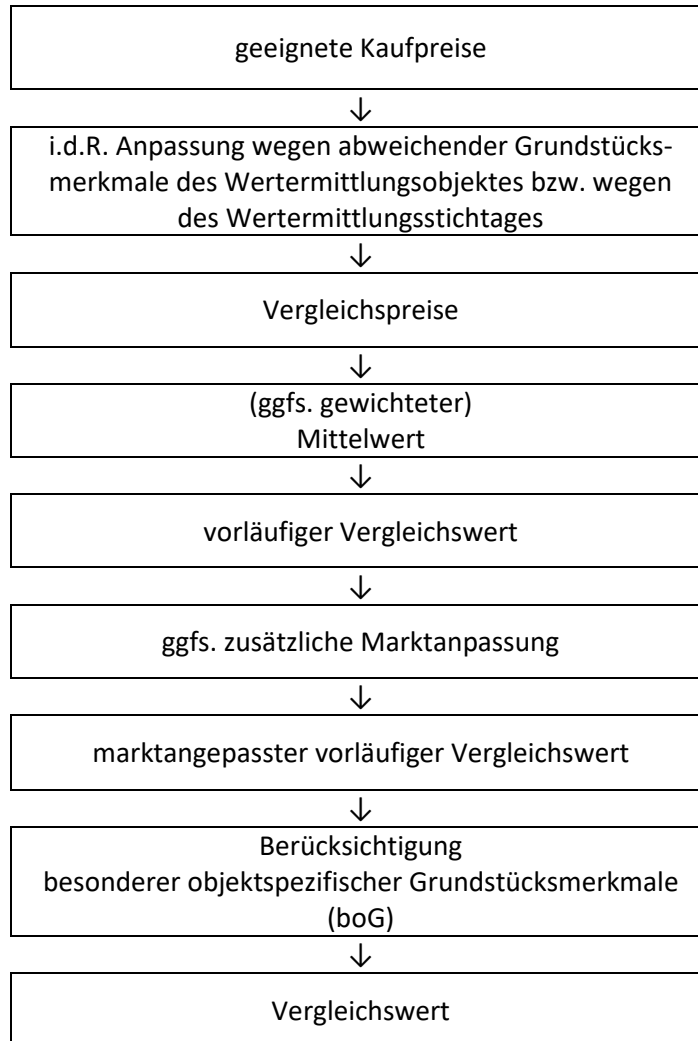 geeignete Kaufpreise
↓
i.d.R. Anpassung wegen abweichender Grundstücks-
merkmale des Wertermittlungsobjektes bzw. wegen
des Wertermittlungsstichtages
↓
Vergleichspreise
↓
(ggfs. gewichteter)
Mittelwert
↓
vorläufiger Vergleichswert
↓
ggfs. zusätzliche Marktanpassung
↓
marktangepasster vorläufiger Vergleichswert
↓
Berücksichtigung
besonderer objektspezifischer Grundstücksmerkmale
(boG)
↓
Vergleichswert